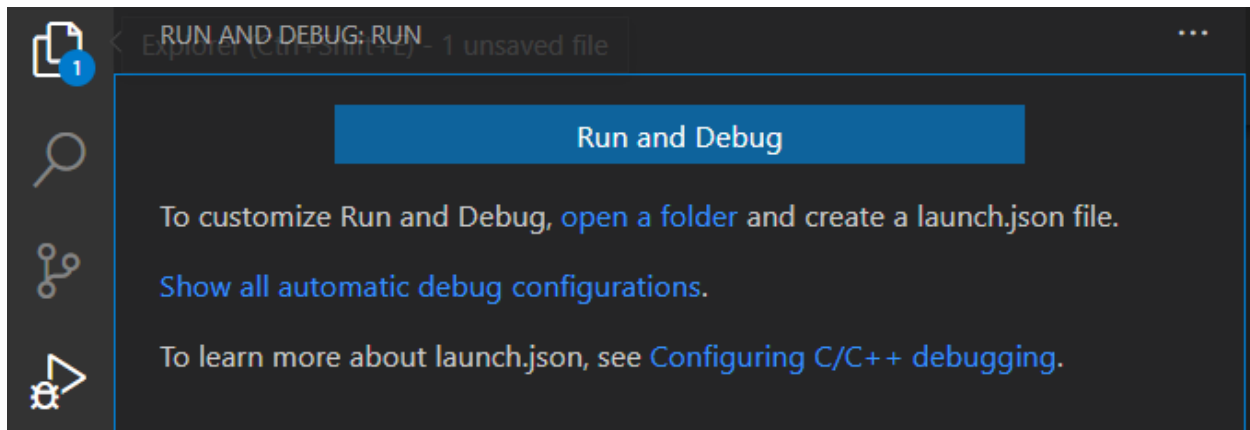 RUN AND DEBUG: RUN
Explorer (Ctrl+Shift+E) - 1 unsaved file
1
Run and Debug
To customize Run and Debug, open a folder and create a launch.json file.
Show all automatic debug configurations.
To learn more about launch.json, see Configuring C/C++ debugging.